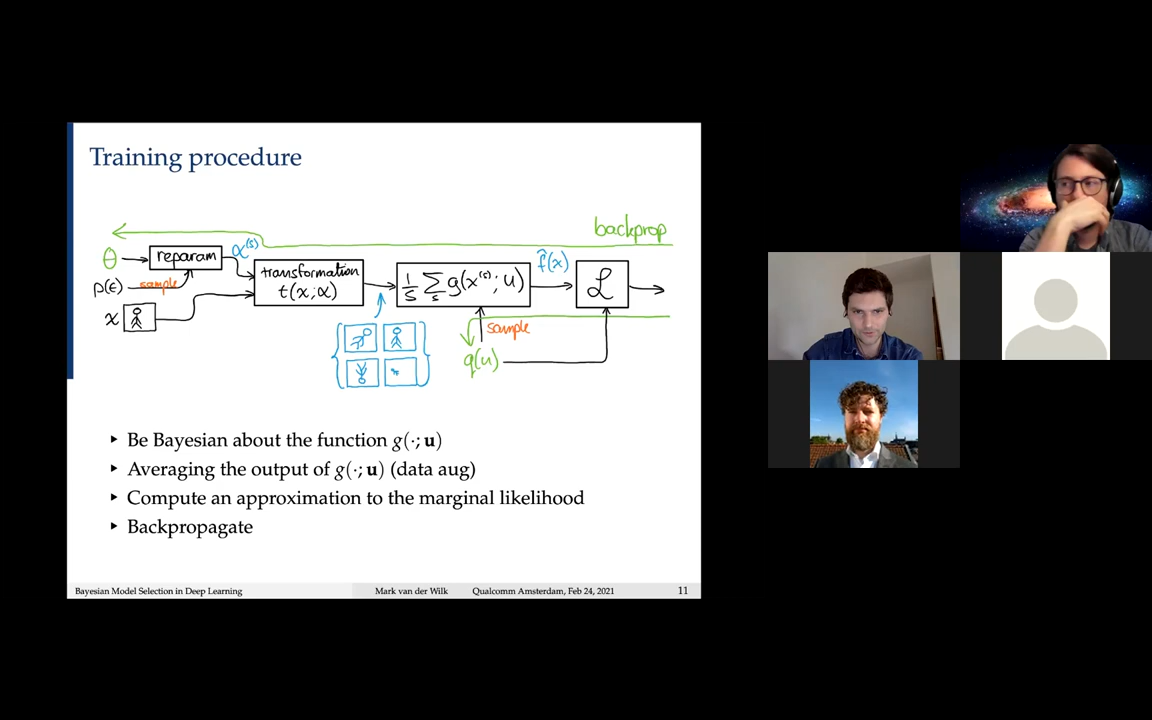 Training procedure
backprop
θ
reparam
α^(s)
p(ε)
sample
x
transformation
t(x;α)
1/S Σ_s g(x^(s);u)
f̂(x)
ℒ
sample
q(u)
‣ Be Bayesian about the function g(·; u)
‣ Averaging the output of g(·; u) (data aug)
‣ Compute an approximation to the marginal likelihood
‣ Backpropagate
Bayesian Model Selection in Deep Learning Mark van der Wilk Qualcomm Amsterdam, Feb 24, 2021 11